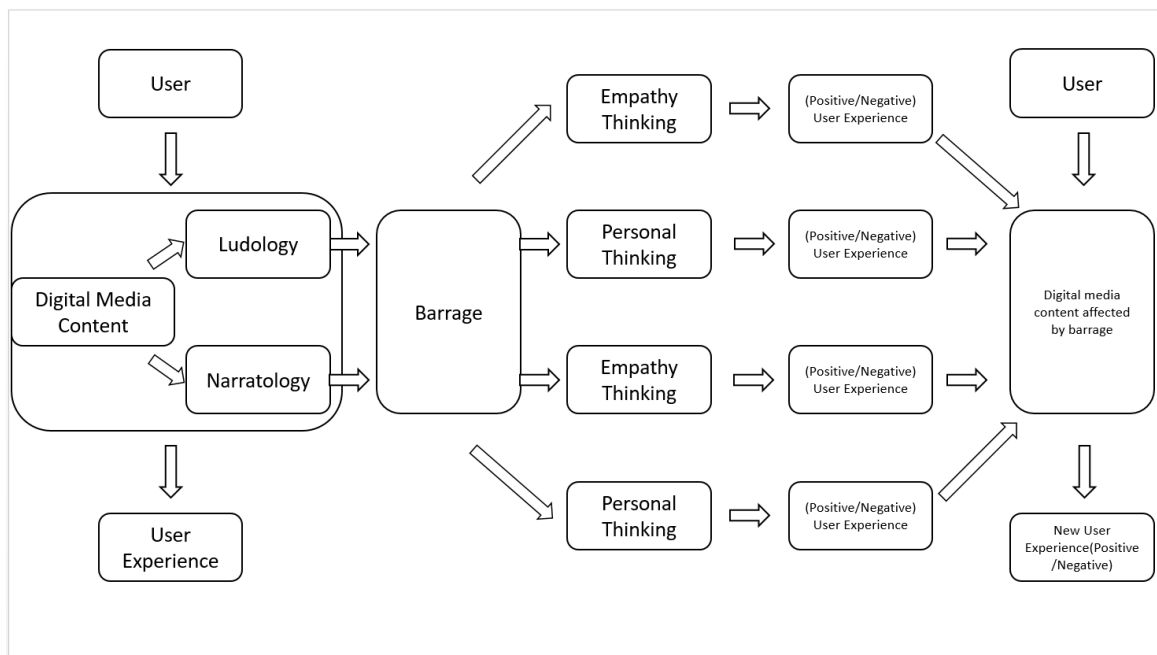 User
Ludology
Digital Media
Content
Narratology
User
Experience
Barrage
Empathy
Thinking
(Positive/Negative)
User Experience
Personal
Thinking
(Positive/Negative)
User Experience
Empathy
Thinking
(Positive/Negative)
User Experience
Personal
Thinking
(Positive/Negative)
User Experience
User
Digital media
content affected
by barrage
New User
Experience(Positive
/Negative)